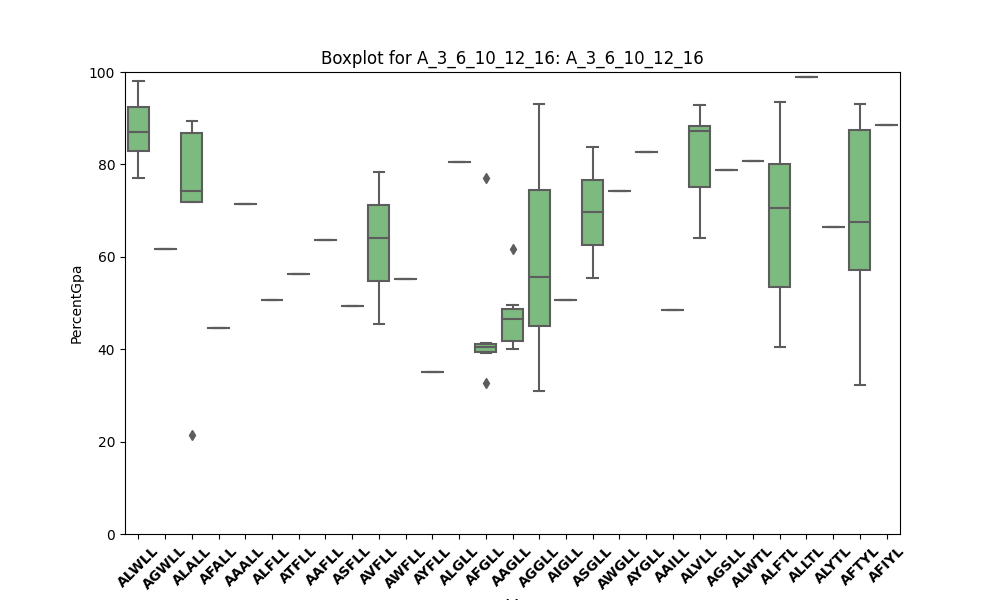 Boxplot for A_3_6_10_12_16: A_3_6_10_12_16
PercentGpa
100
80
60
40
20
0
ALWLL
AGWLL
ALALL
AFALL
AAALL
ALFLL
ATFLL
AAFLL
ASFLL
AVFLL
AWFLL
AYFLL
ALGLL
AFGLL
AAGLL
AGGLL
AIGLL
ASGLL
AWGLL
AYGLL
AAILL
ALVLL
AGSLL
ALWTL
ALFTL
ALLTL
ALYTL
AFTYL
AFIYL